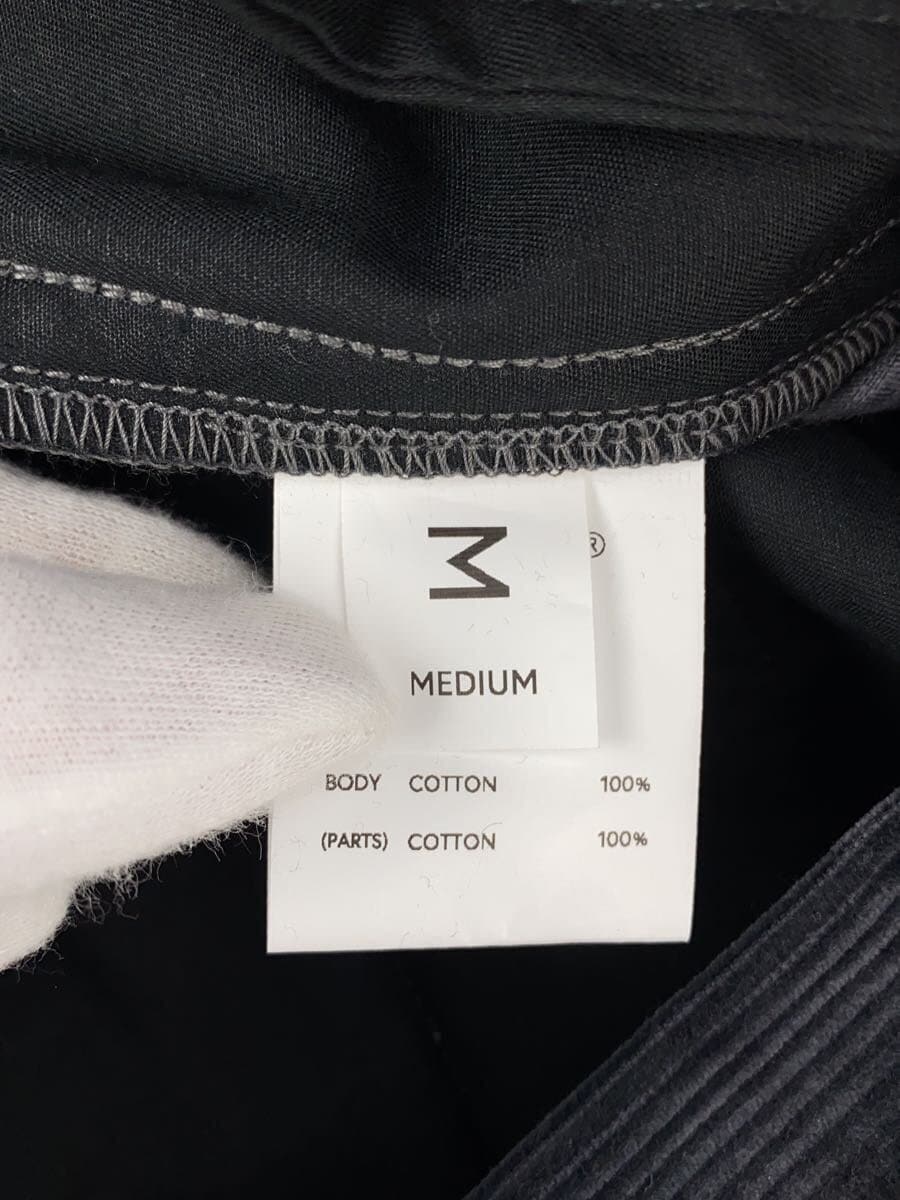 M
®
MEDIUM
BODY COTTON 100%
(PARTS) COTTON 100%